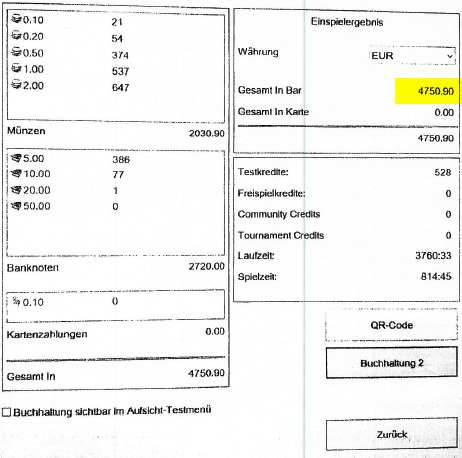 0.10 21
0.20 54
0.50 374
1.00 537
2.00 647
Münzen 2030.90
5.00 386
10.00 77
20.00 1
50.00 0
Banknoten 2720.00
0.10 0
Kartenzahlungen 0.00
Gesamt In 4750.90
Buchhaltung sichtbar im Aufsicht-Testmenü
Einspielergebnis
Währung EUR
Gesamt In Bar 4750.90
Gesamt In Karte 0.00
4750.90
Testkredite: 528
Freispielkredite: 0
Community Credits 0
Tournament Credits 0
Laufzeit: 3760:33
Spielzeit: 814:45
QR-Code
Buchhaltung 2
Zurück